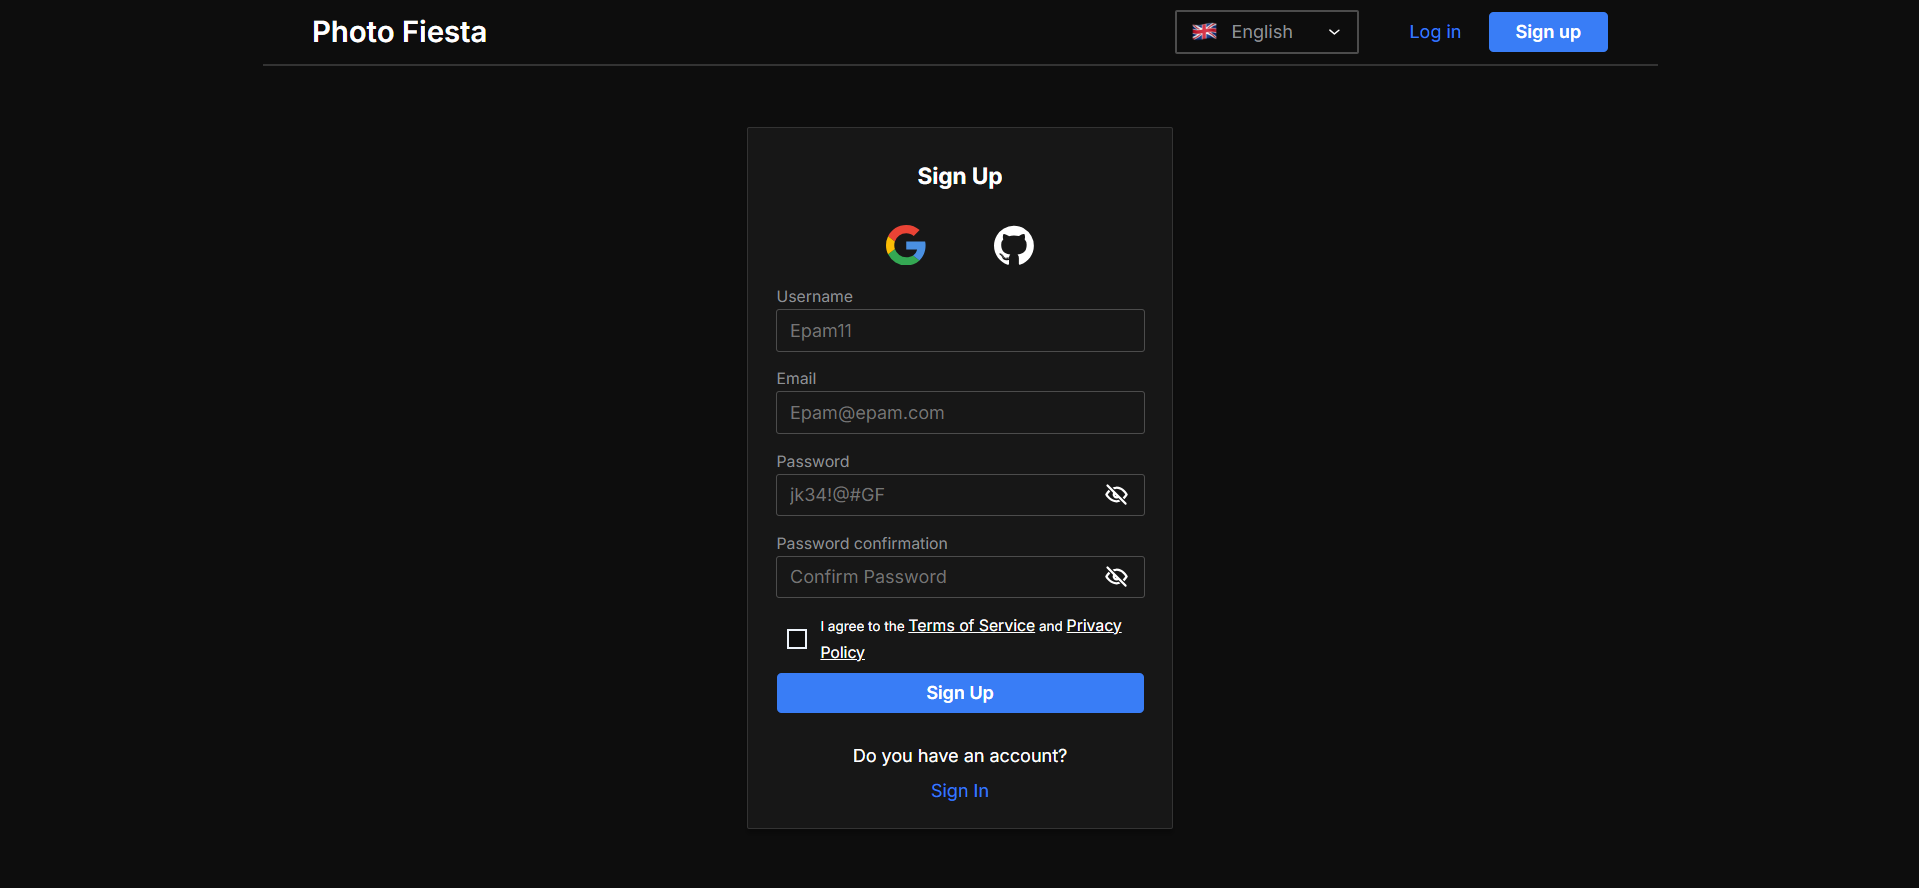 Photo Fiesta
English
Log in
Sign up
Sign Up
Username
Epam11
Email
Epam@epam.com
Password
jk34!@#GF
Password confirmation
Confirm Password
I agree to the Terms of Service and Privacy
Policy
Sign Up
Do you have an account?
Sign In